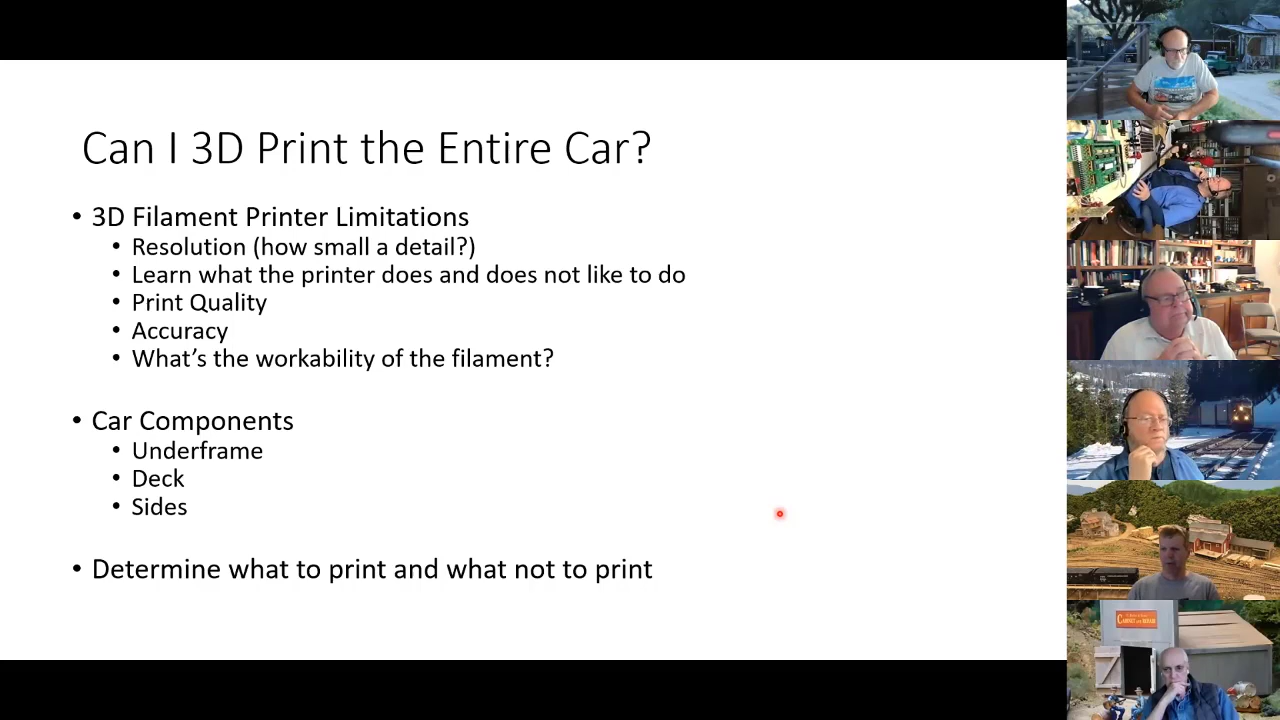 Can I 3D Print the Entire Car?
• 3D Filament Printer Limitations
• Resolution (how small a detail?)
• Learn what the printer does and does not like to do
• Print Quality
• Accuracy
• What's the workability of the filament?
• Car Components
• Underframe
• Deck
• Sides
• Determine what to print and what not to print